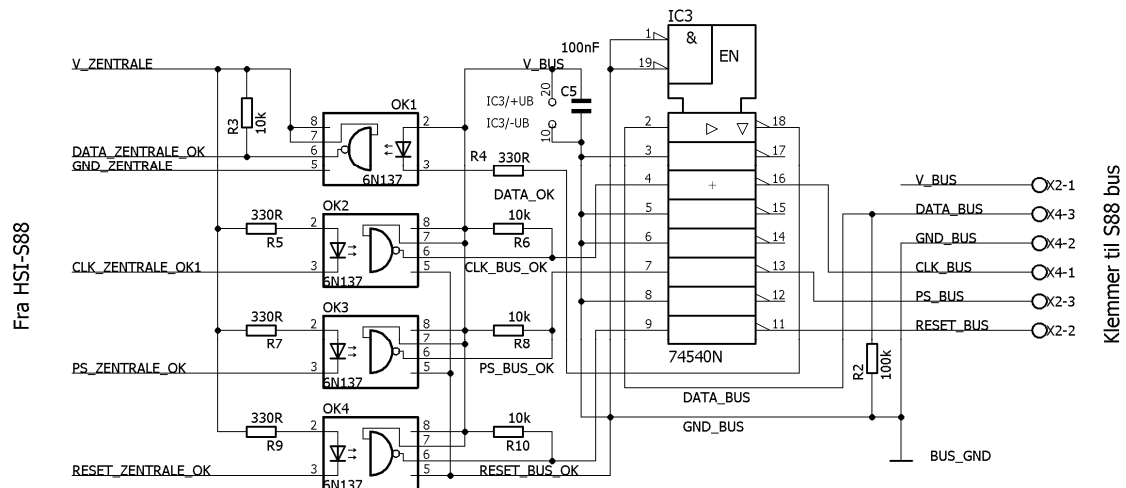 IC3
1
&
EN
19
100nF
V_ZENTRALE
V_BUS
20
C5
IC3/+UB
IC3/-UB
10
R3
10k
OK1
8
7
6
5
2
3
6N137
DATA_ZENTRALE_OK
GND_ZENTRALE
R4
330R
DATA_OK
2
18
3
17
4
16
5
15
6
14
7
13
8
12
9
11
74540N
OK2
330R
R5
2
3
8
7
6
5
6N137
10k
R6
CLK_ZENTRALE_OK1
CLK_BUS_OK
OK3
330R
R7
2
3
8
7
6
5
6N137
10k
R8
PS_ZENTRALE_OK
PS_BUS_OK
OK4
330R
R9
2
3
8
7
6
5
6N137
10k
R10
RESET_ZENTRALE_OK
RESET_BUS_OK
DATA_BUS
GND_BUS
R2
100k
BUS_GND
V_BUS
X2-1
DATA_BUS
X4-3
GND_BUS
X4-2
CLK_BUS
X4-1
PS_BUS
X2-3
RESET_BUS
X2-2
Fra HSI-S88
Klemmer til S88 bus